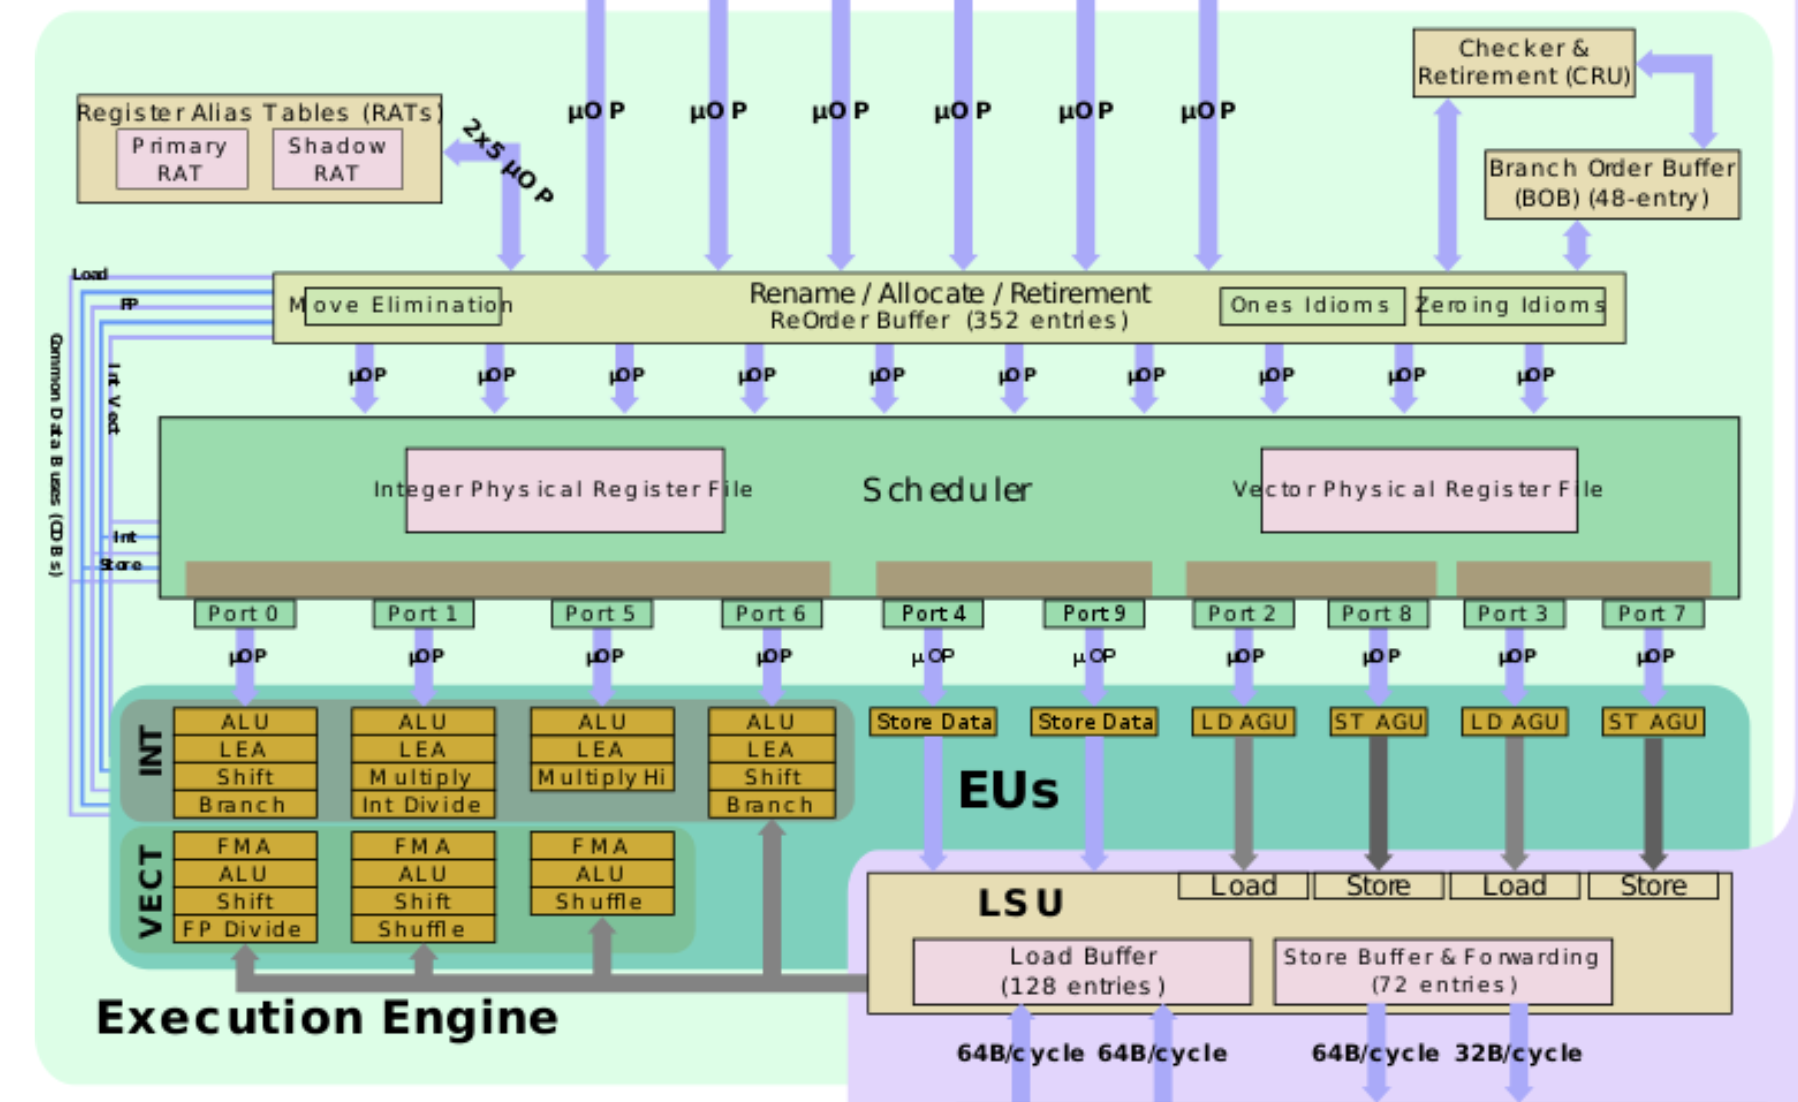 Checker &
Retirement (CRU)
Register Alias Tables (RATs)
Primary
RAT
Shadow
RAT
2x5 µOP
µOP
µOP
µOP
µOP
µOP
µOP
Branch Order Buffer
(BOB) (48-entry)
Load
FP
Common Data Buses (CDBs)
Int Vect
Int
Store
Move Elimination
Rename / Allocate / Retirement
ReOrder Buffer (352 entries)
Ones Idioms
Zeroing Idioms
µOP
µOP
µOP
µOP
µOP
µOP
µOP
µOP
µOP
µOP
Integer Physical Register File
Scheduler
Vector Physical Register File
Port 0
Port 1
Port 5
Port 6
Port 4
Port 9
Port 2
Port 8
Port 3
Port 7
µOP
µOP
µOP
µOP
µOP
µOP
µOP
µOP
µOP
µOP
INT
ALU
LEA
Shift
Branch
ALU
LEA
Multiply
Int Divide
ALU
LEA
Multiply Hi
ALU
LEA
Shift
Branch
Store Data
Store Data
LD AGU
ST AGU
LD AGU
ST AGU
EUs
VECT
FMA
ALU
Shift
FP Divide
FMA
ALU
Shift
Shuffle
FMA
ALU
Shuffle
LSU
Load
Store
Load
Store
Load Buffer
(128 entries)
Store Buffer & Forwarding
(72 entries)
Execution Engine
64B/cycle
64B/cycle
64B/cycle
32B/cycle